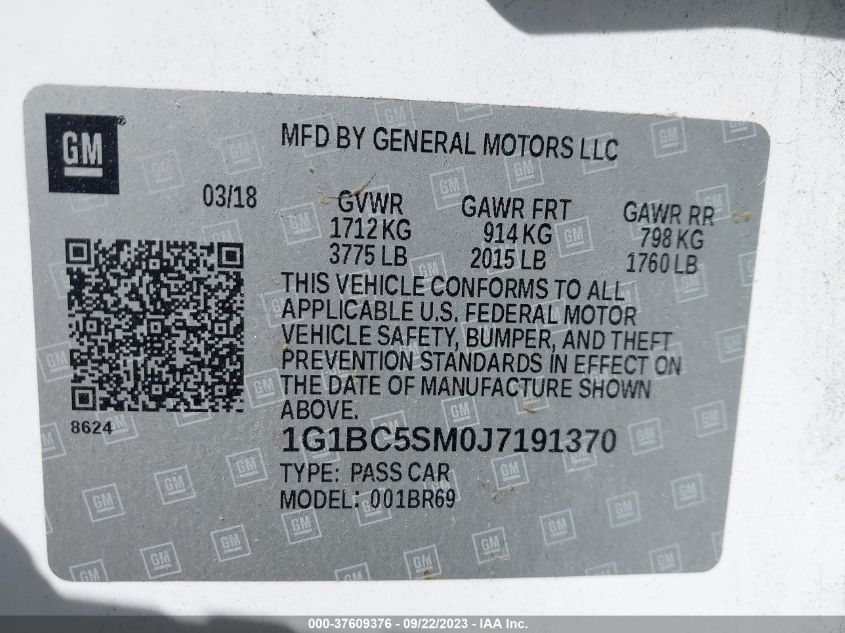 GM
MFD BY GENERAL MOTORS LLC
03/18
GVWR GAWR FRT GAWR RR
1712 KG 914 KG 798 KG
3775 LB 2015 LB 1760 LB
THIS VEHICLE CONFORMS TO ALL
APPLICABLE U.S. FEDERAL MOTOR
VEHICLE SAFETY, BUMPER, AND THEFT
PREVENTION STANDARDS IN EFFECT ON
THE DATE OF MANUFACTURE SHOWN
ABOVE.
8624
1G1BC5SM0J7191370
TYPE: PASS CAR
MODEL: 001BR69
000-37609376 - 09/22/2023 - IAA Inc.